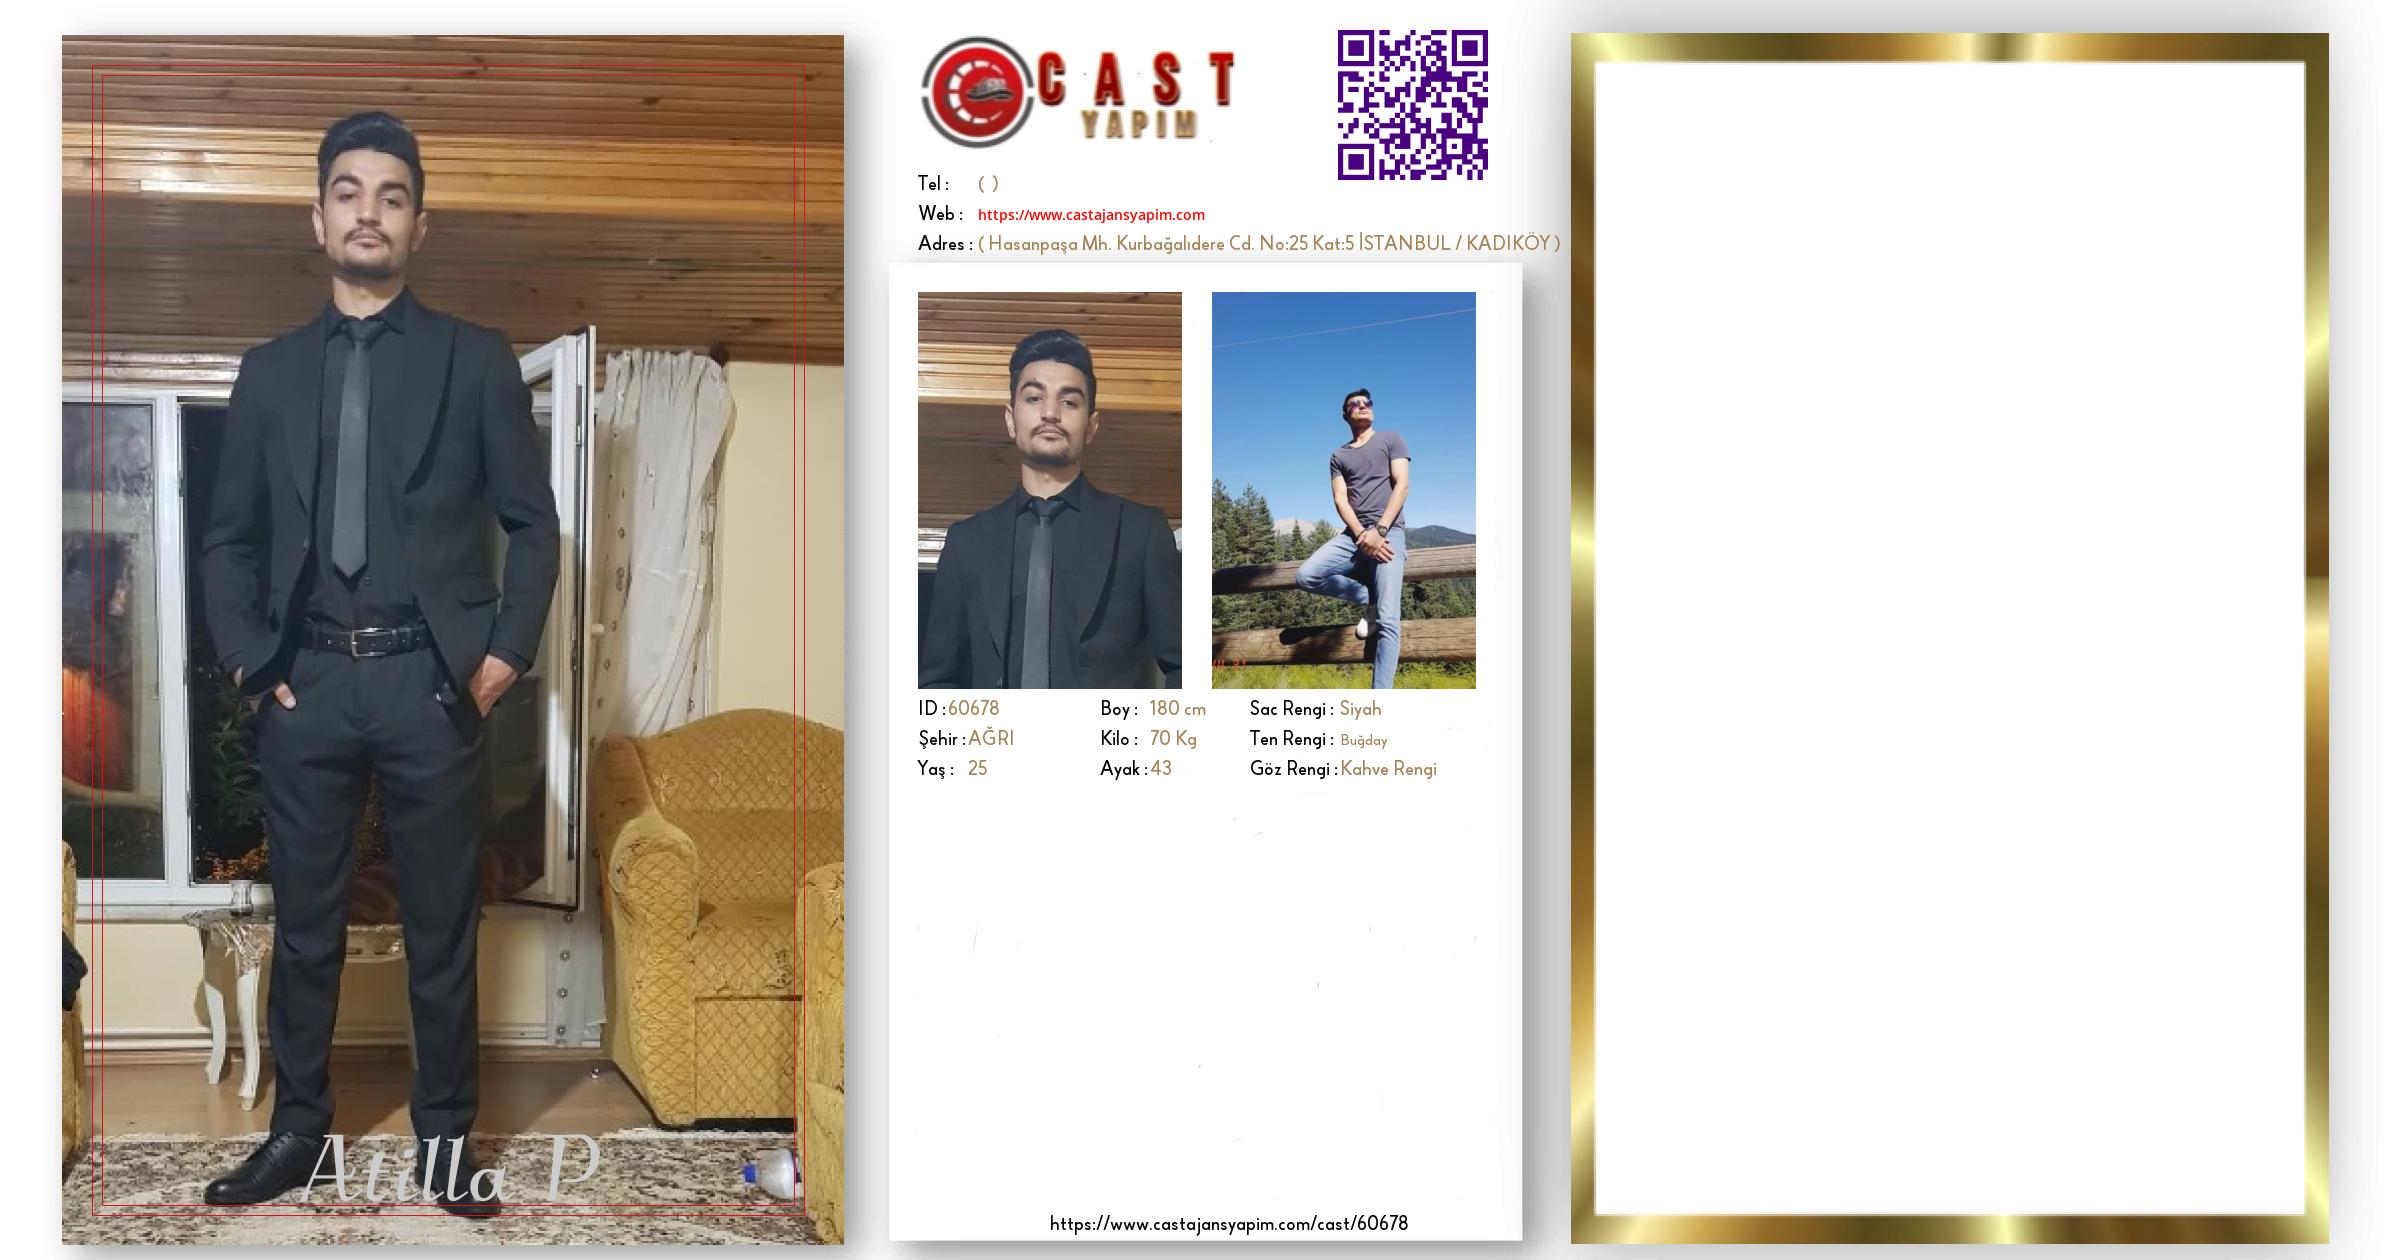 Atilla P
CAST
YAPIM
Tel : ( )
Web : https://www.castajansyapim.com
Adres : ( Hasanpaşa Mh. Kurbağalıdere Cd. No:25 Kat:5 İSTANBUL / KADIKÖY )
ID : 60678 Boy : 180 cm Sac Rengi : Siyah
Şehir : AĞRI Kilo : 70 Kg Ten Rengi : Buğday
Yaş : 25 Ayak : 43 Göz Rengi : Kahve Rengi
https://www.castajansyapim.com/cast/60678